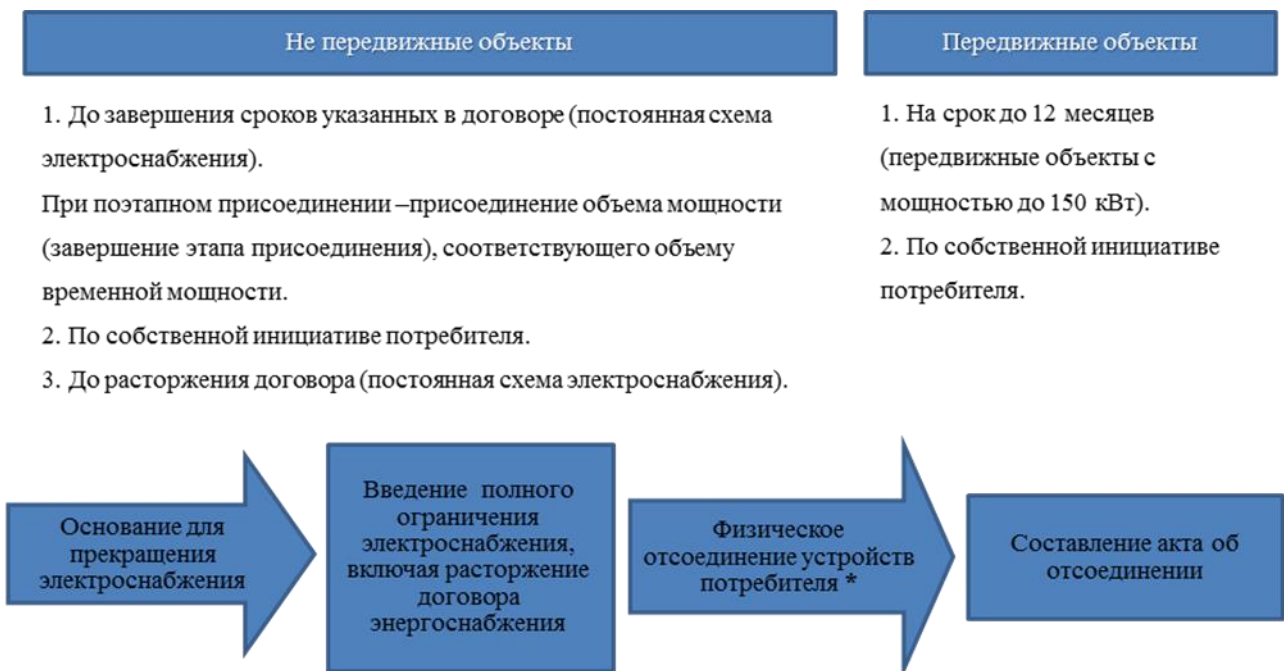 Не передвижные объекты
Передвижные объекты
1. До завершения сроков указанных в договоре (постоянная схема
электроснабжения).
При поэтапном присоединении –присоединение объема мощности
(завершение этапа присоединения), соответствующего объему
временной мощности.
2. По собственной инициативе потребителя.
3. До расторжения договора (постоянная схема электроснабжения).
1. На срок до 12 месяцев
(передвижные объекты с
мощностью до 150 кВт).
2. По собственной инициативе
потребителя.
Основание для
прекращения
электроснабжения
Введение полного
ограничения
электроснабжения,
включая расторжение
договора
энергоснабжения
Физическое
отсоединение устройств
потребителя *
Составление акта об
отсоединении